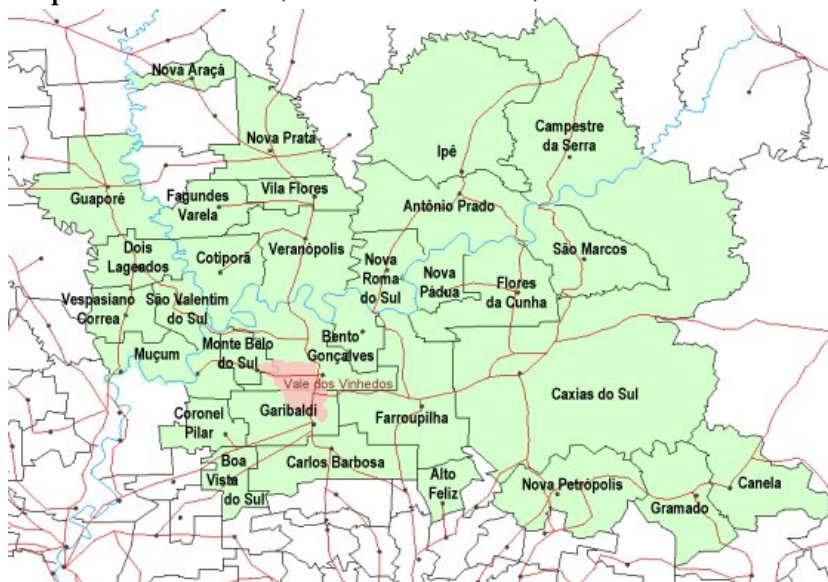 Nova Araçá
Nova Prata
Campestre
da Serra
Ipê
Guaporé
Fagundes
Varela
Vila Flores
Antônio Prado
Dois
Lageados
Cotiporã
Veranópolis
Nova
Roma
do Sul
Nova
Pádua
Flores
da Cunha
São Marcos
Vespasiano
Correa
São Valentim
do Sul
Muçum
Monte Belo
do Sul
Bento
Gonçalves
Vale dos Vinhedos
Caxias do Sul
Coronel
Pilar
Garibaldi
Farroupilha
Boa
Vista
do Sul
Carlos Barbosa
Alto
Feliz
Nova Petrópolis
Gramado
Canela